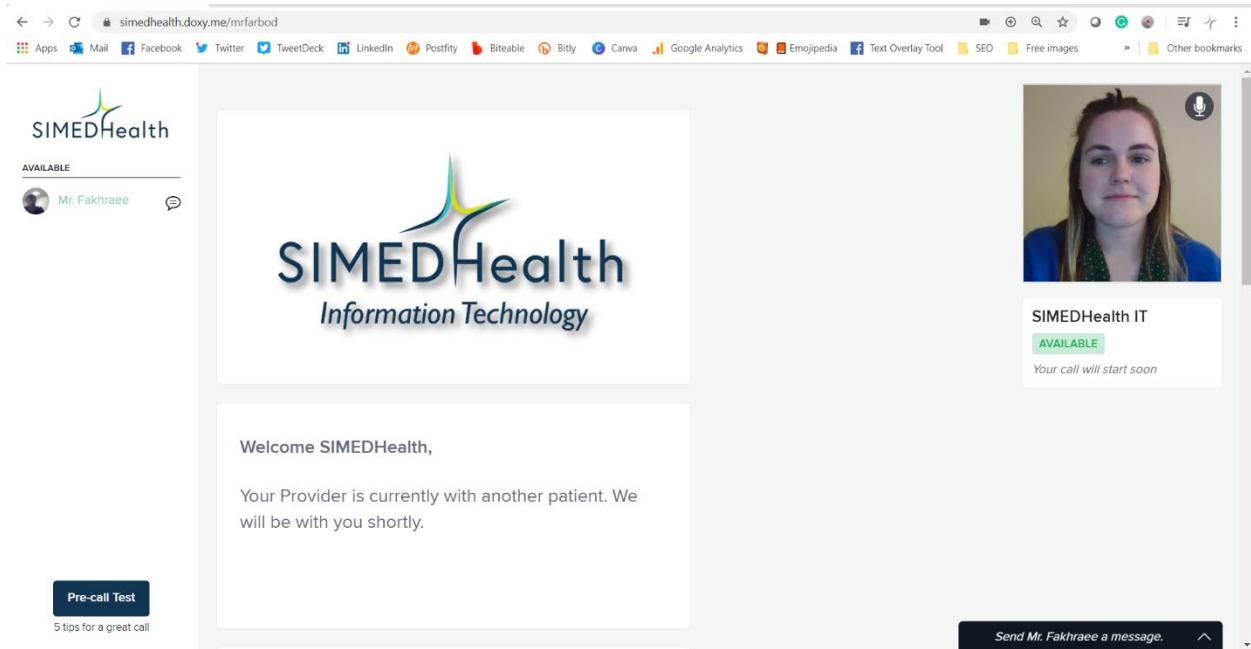 simedhealth.doxy.me/mrfarbod
Apps Mail Facebook Twitter TweetDeck LinkedIn Postfity Biteable Bitly Canva Google Analytics Emojipedia Text Overlay Tool SEO Free images » Other bookmarks
SIMEDHealth
AVAILABLE
Mr. Fakhraee
Pre-call Test
5 tips for a great call
SIMEDHealth
Information Technology
Welcome SIMEDHealth,
Your Provider is currently with another patient. We
will be with you shortly.
SIMEDHealth IT
AVAILABLE
Your call will start soon
Send Mr. Fakhraee a message.